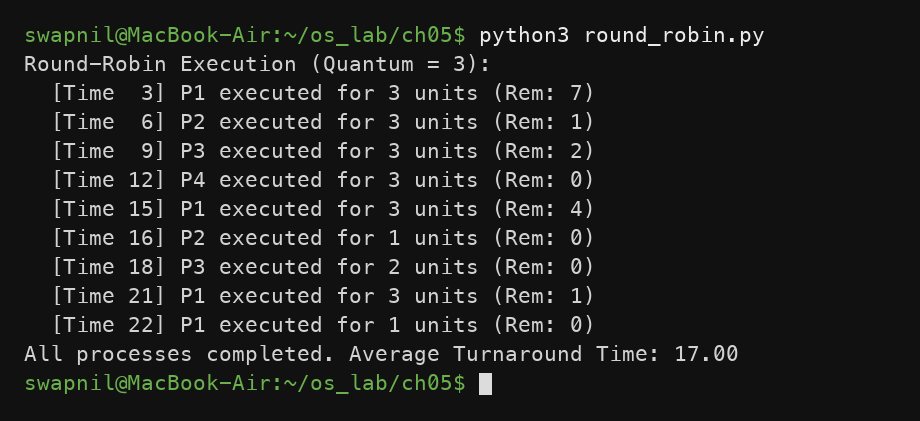 swapnil@MacBook-Air:~/os_lab/ch05$ python3 round_robin.py
Round-Robin Execution (Quantum = 3):
  [Time  3] P1 executed for 3 units (Rem: 7)
  [Time  6] P2 executed for 3 units (Rem: 1)
  [Time  9] P3 executed for 3 units (Rem: 2)
  [Time 12] P4 executed for 3 units (Rem: 0)
  [Time 15] P1 executed for 3 units (Rem: 4)
  [Time 16] P2 executed for 1 units (Rem: 0)
  [Time 18] P3 executed for 2 units (Rem: 0)
  [Time 21] P1 executed for 3 units (Rem: 1)
  [Time 22] P1 executed for 1 units (Rem: 0)
All processes completed. Average Turnaround Time: 17.00
swapnil@MacBook-Air:~/os_lab/ch05$